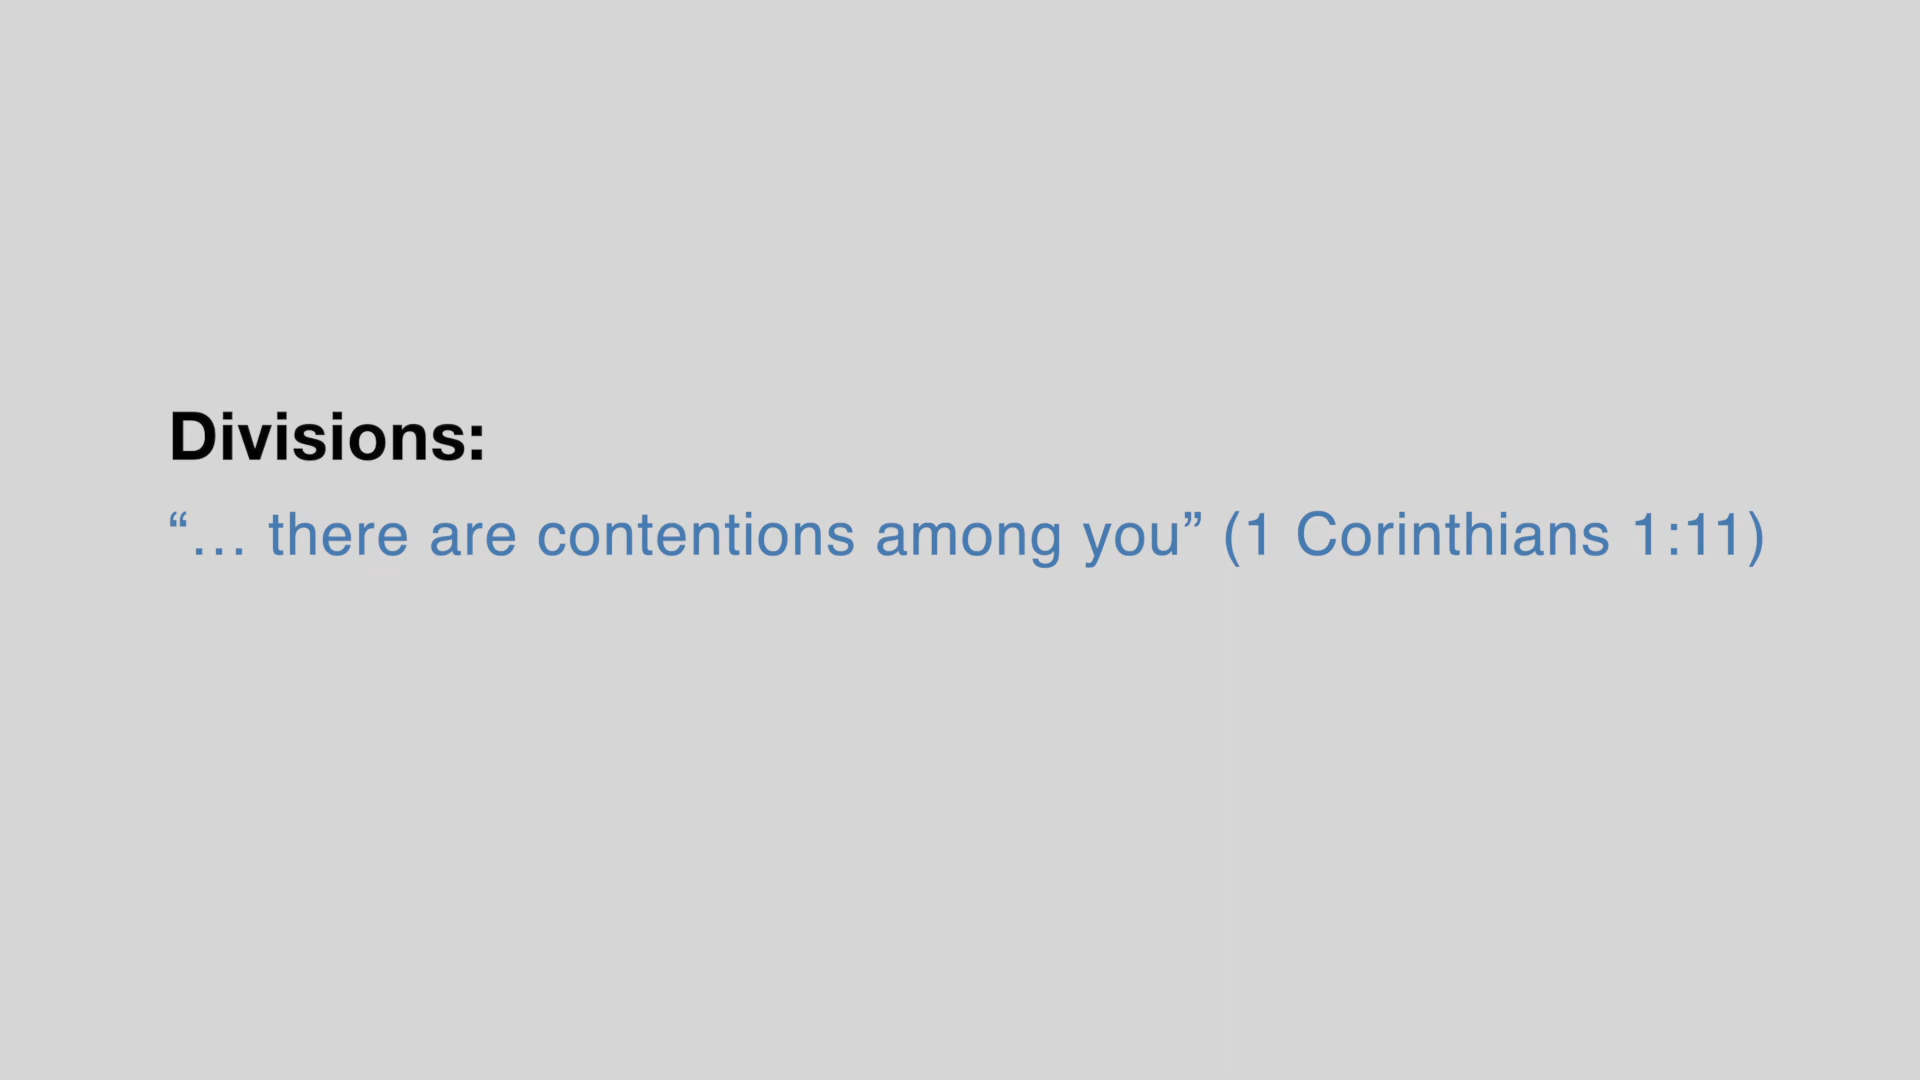 Divisions:
“… there are contentions among you” (1 Corinthians 1:11)